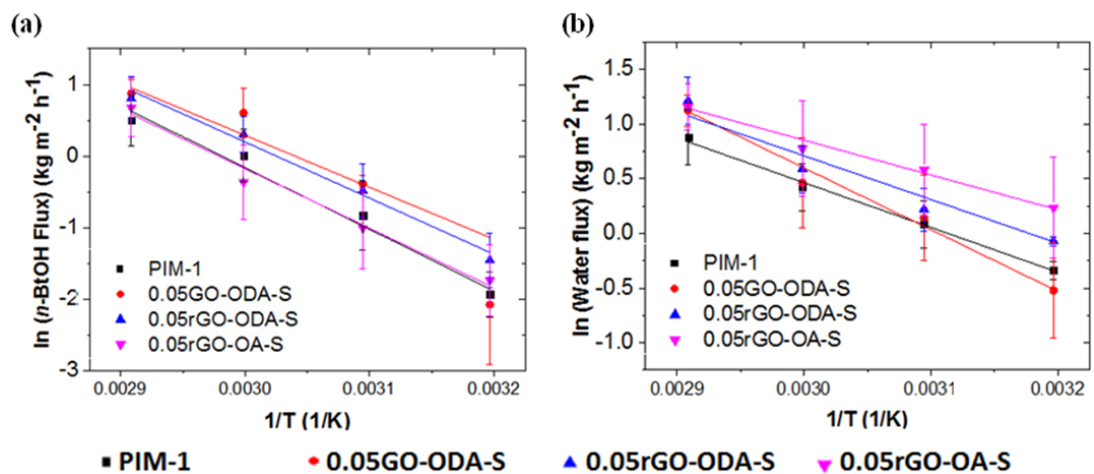 (a)
ln (n-BtOH Flux) (kg m⁻² h⁻¹)
1
0
-1
-2
-3
PIM-1
0.05GO-ODA-S
0.05rGO-ODA-S
0.05rGO-OA-S
0.0029 0.0030 0.0031 0.0032
1/T (1/K)
(b)
ln (Water flux) (kg m⁻² h⁻¹)
1.5
1.0
0.5
0.0
-0.5
-1.0
PIM-1
0.05GO-ODA-S
0.05rGO-ODA-S
0.05rGO-OA-S
0.0029 0.0030 0.0031 0.0032
1/T (1/K)
PIM-1 0.05GO-ODA-S 0.05rGO-ODA-S 0.05rGO-OA-S